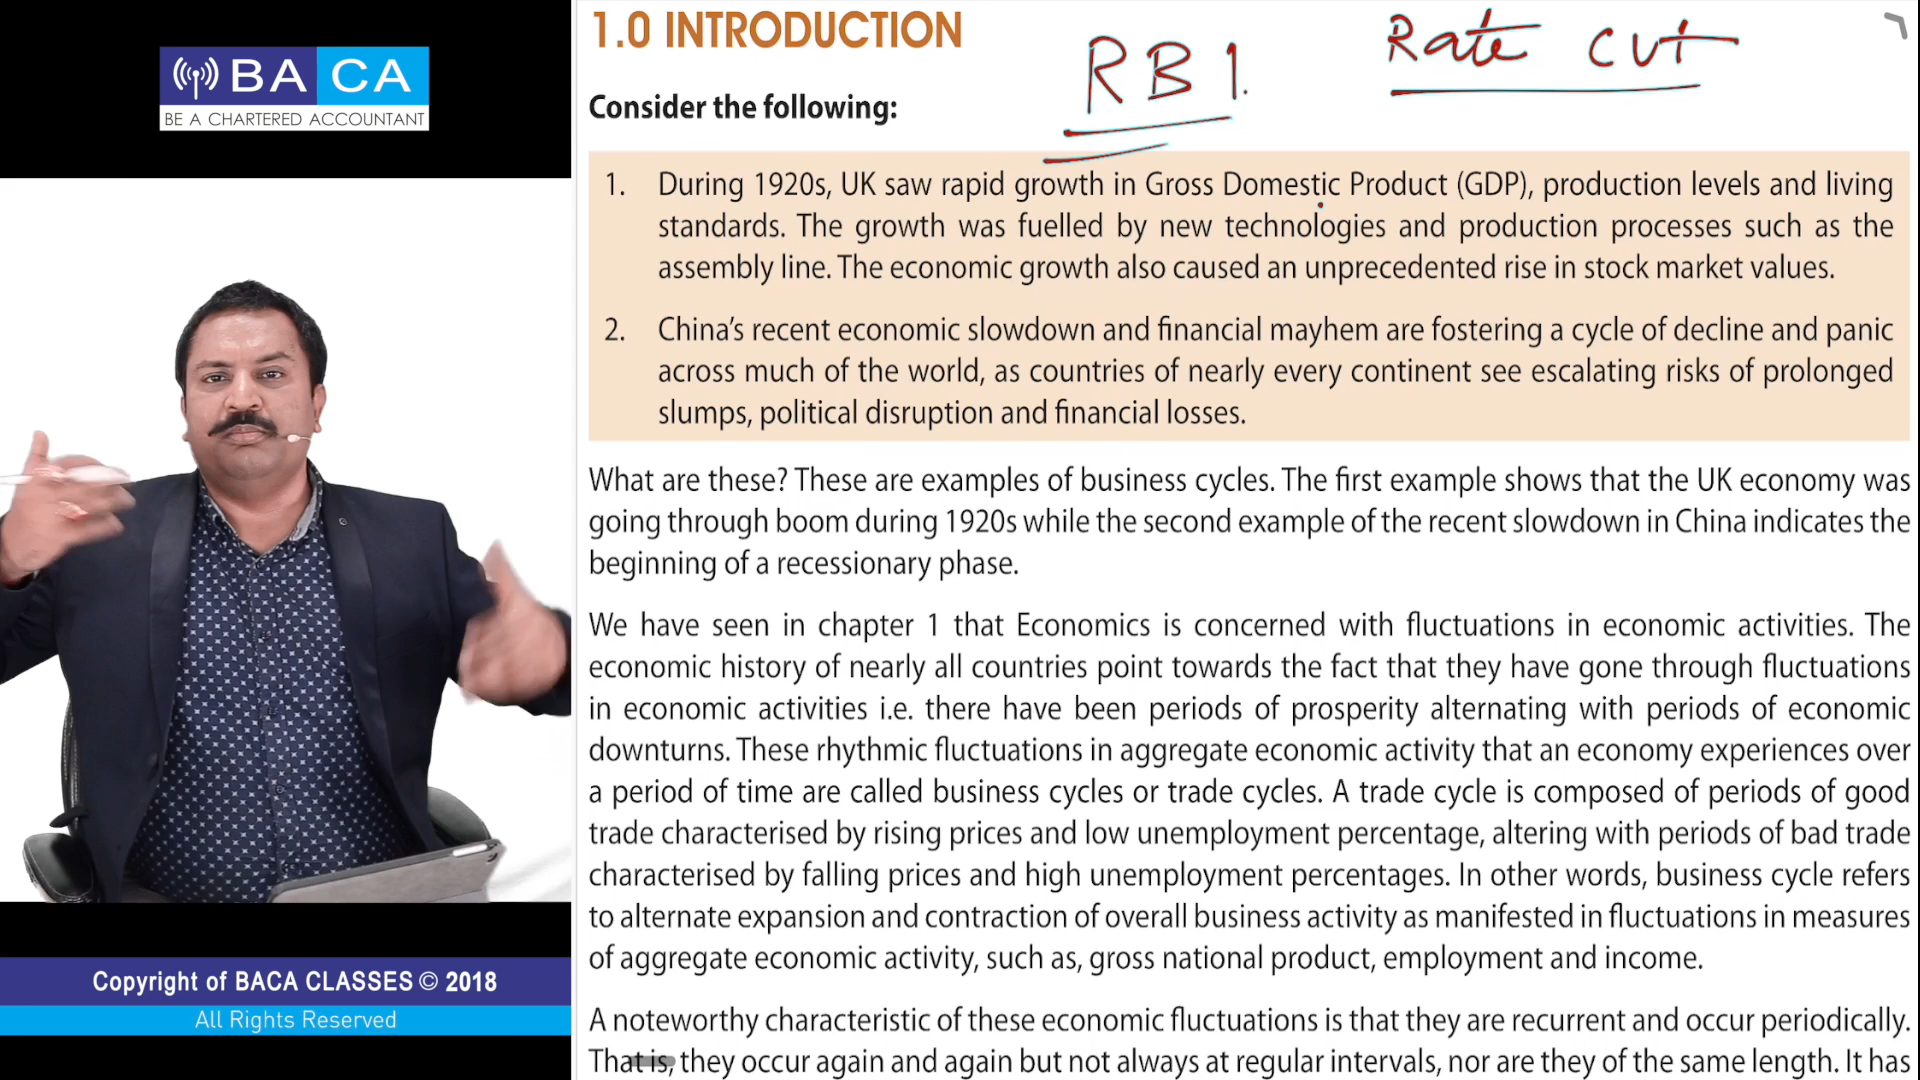 BA CA
BE A CHARTERED ACCOUNTANT
1.0 INTRODUCTION
RBI.
Rate cut
Consider the following:
1. During 1920s, UK saw rapid growth in Gross Domestic Product (GDP), production levels and living
standards. The growth was fuelled by new technologies and production processes such as the
assembly line. The economic growth also caused an unprecedented rise in stock market values.
2. China’s recent economic slowdown and financial mayhem are fostering a cycle of decline and panic
across much of the world, as countries of nearly every continent see escalating risks of prolonged
slumps, political disruption and financial losses.
What are these? These are examples of business cycles. The first example shows that the UK economy was
going through boom during 1920s while the second example of the recent slowdown in China indicates the
beginning of a recessionary phase.
We have seen in chapter 1 that Economics is concerned with fluctuations in economic activities. The
economic history of nearly all countries point towards the fact that they have gone through fluctuations
in economic activities i.e. there have been periods of prosperity alternating with periods of economic
downturns. These rhythmic fluctuations in aggregate economic activity that an economy experiences over
a period of time are called business cycles or trade cycles. A trade cycle is composed of periods of good
trade characterised by rising prices and low unemployment percentage, altering with periods of bad trade
characterised by falling prices and high unemployment percentages. In other words, business cycle refers
to alternate expansion and contraction of overall business activity as manifested in fluctuations in measures
of aggregate economic activity, such as, gross national product, employment and income.
A noteworthy characteristic of these economic fluctuations is that they are recurrent and occur periodically.
That is, they occur again and again but not always at regular intervals, nor are they of the same length. It has
Copyright of BACA CLASSES © 2018
All Rights Reserved